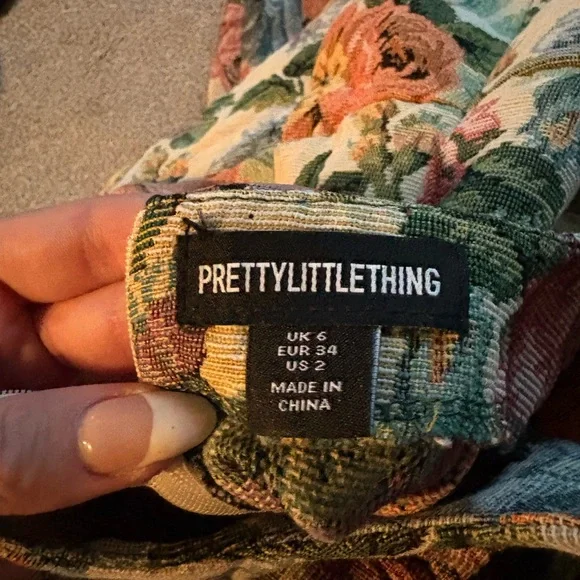 PRETTYLITTLETHING
UK 6
EUR 34
US 2
MADE IN
CHINA